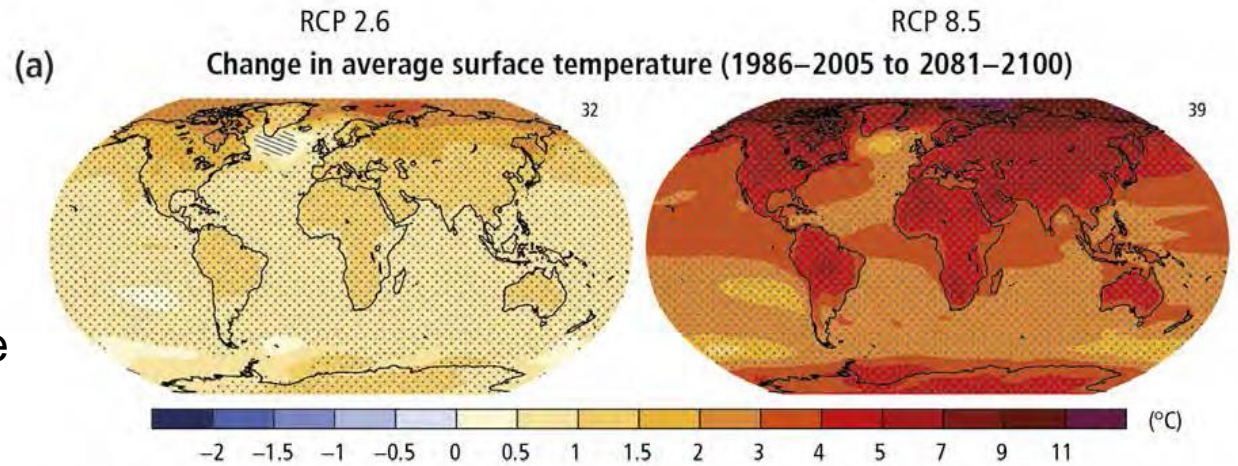 RCP 2.6 RCP 8.5
(a) Change in average surface temperature (1986–2005 to 2081–2100)
32 39
e
(°C)
−2 −1.5 −1 −0.5 0 0.5 1 1.5 2 3 4 5 7 9 11